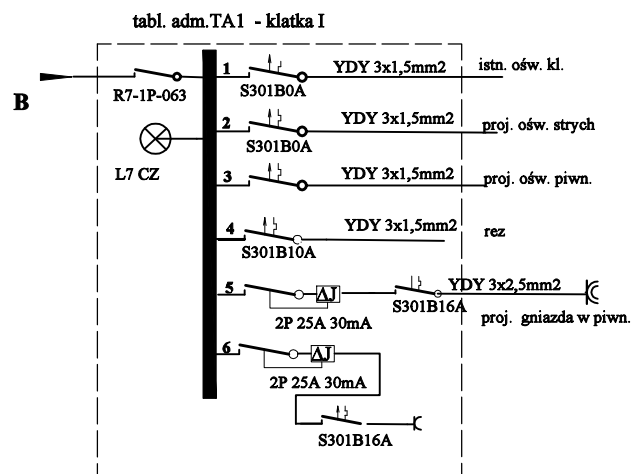 tabl. adm.TA1 - klatka I
B
R7-1P-063
L7 CZ
1
S301B0A
YDY 3x1,5mm2
istn. ośw. kl.
2
S301B0A
YDY 3x1,5mm2
proj. ośw. strych
3
YDY 3x1,5mm2
proj. ośw. piwn.
4
S301B10A
YDY 3x1,5mm2
rez
5
ΔJ
2P 25A 30mA
S301B16A
YDY 3x2,5mm2
proj. gniazda w piwn.
6
ΔJ
2P 25A 30mA
S301B16A